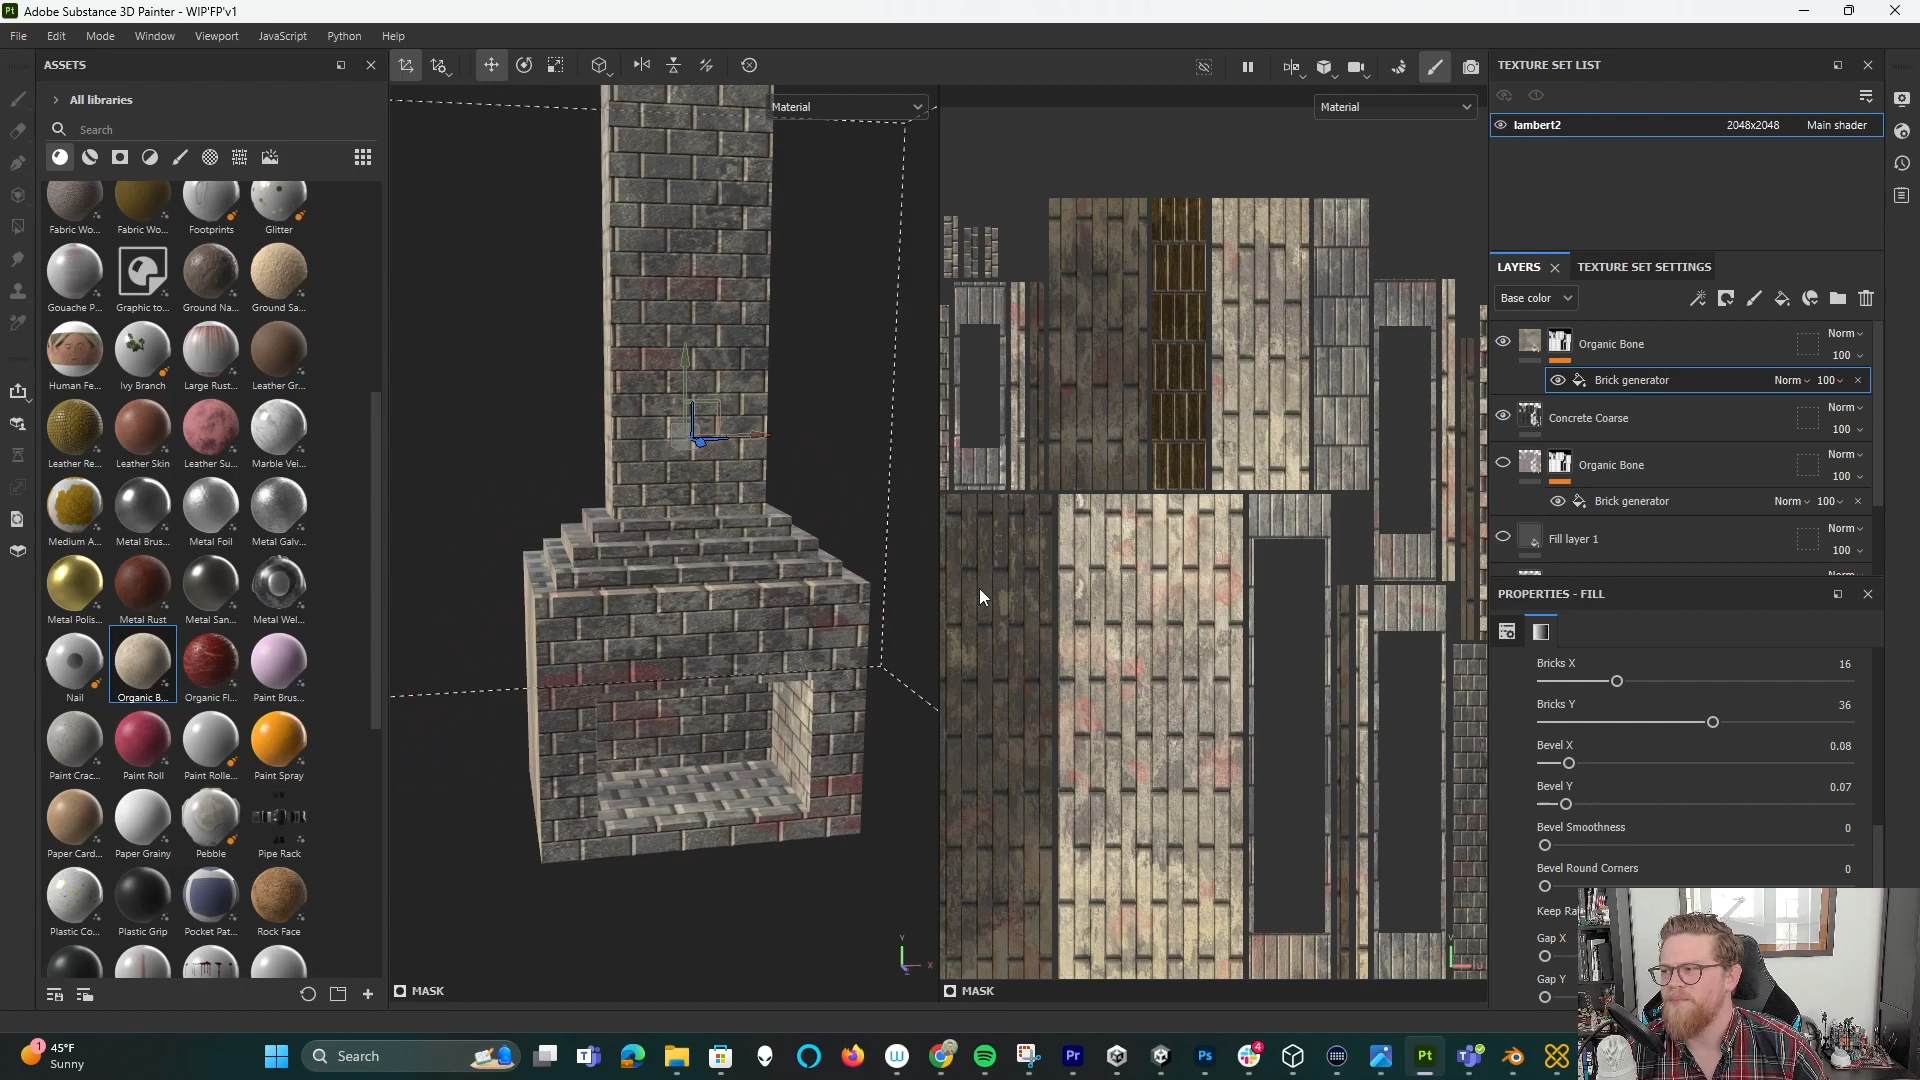 Pt Adobe Substance 3D Painter - WIP'FP'v1
File Edit Mode Window Viewport JavaScript Python Help
ASSETS
All libraries
Search
Fabric Wo... Fabric Wo... Footprints Glitter
Gouache P... Graphic to... Ground Na... Ground Sa...
Human Fe... Ivy Branch Large Rust... Leather Gr...
Leather Re... Leather Skin Leather Su... Marble Vei...
Medium A... Metal Brus... Metal Foil Metal Galv...
Metal Polis... Metal Rust Metal San... Metal Wel...
Nail Organic B... Organic Fl... Paint Brus...
Paint Crac... Paint Roll Paint Rolle... Paint Spray
Paper Card... Paper Grainy Pebble Pipe Rack
Plastic Co... Plastic Grip Pocket Pat... Rock Face
Material
Material
Y
X
MASK
MASK
TEXTURE SET LIST
lambert2 2048x2048 Main shader
LAYERS TEXTURE SET SETTINGS
Base color
Organic Bone Norm 100
Brick generator Norm 100
Concrete Coarse Norm 100
Organic Bone Norm 100
Brick generator Norm 100
Fill layer 1 Norm 100
PROPERTIES - FILL
Bricks X 16
Bricks Y 36
Bevel X 0.08
Bevel Y 0.07
Bevel Smoothness 0
Bevel Round Corners 0
Gap X
Gap Y
1
45°F
Sunny
Search
4
Pr
Ps
Pt